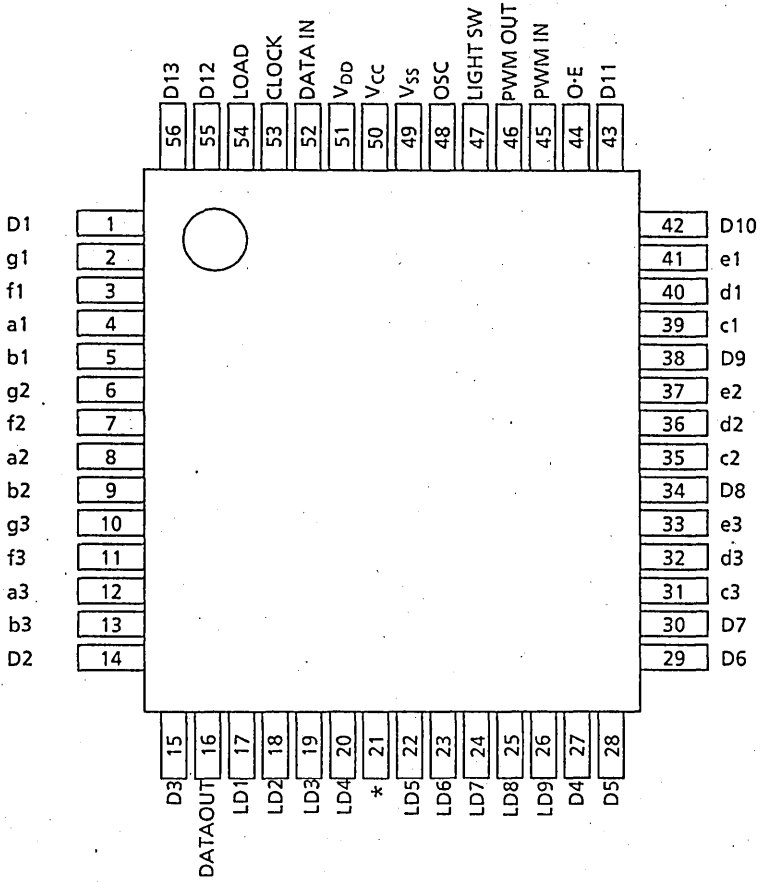 D13 D12 LOAD CLOCK DATA IN VDD VCC VSS OSC LIGHT SW PWM OUT PWM IN O·E D11
56 55 54 53 52 51 50 49 48 47 46 45 44 43
D1 1 42 D10
g1 2 41 e1
f1 3 40 d1
a1 4 39 c1
b1 5 38 D9
g2 6 37 e2
f2 7 36 d2
a2 8 35 c2
b2 9 34 D8
g3 10 33 e3
f3 11 32 d3
a3 12 31 c3
b3 13 30 D7
D2 14 29 D6
15 16 17 18 19 20 21 22 23 24 25 26 27 28
D3 DATAOUT LD1 LD2 LD3 LD4 * LD5 LD6 LD7 LD8 LD9 D4 D5